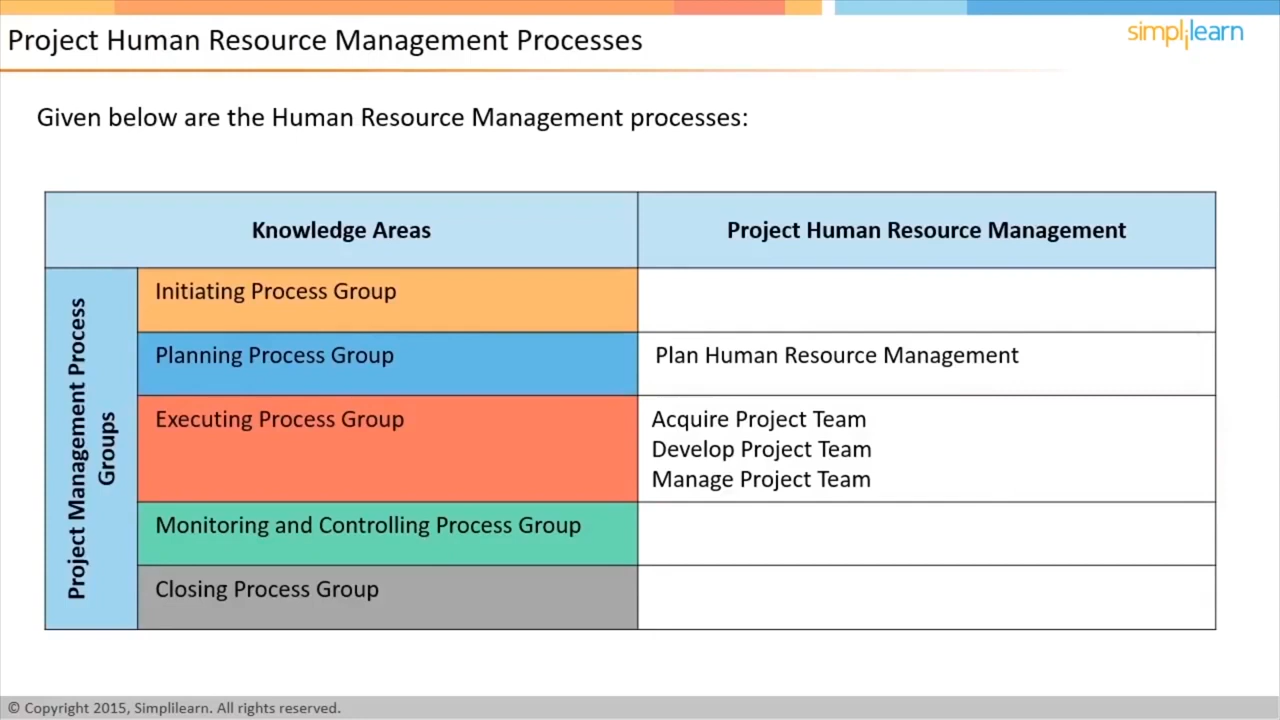 Project Human Resource Management Processes
simplilearn
Given below are the Human Resource Management processes:
Knowledge Areas
Project Human Resource Management
Project Management Process
Groups
Initiating Process Group
Planning Process Group
Plan Human Resource Management
Executing Process Group
Acquire Project Team
Develop Project Team
Manage Project Team
Monitoring and Controlling Process Group
Closing Process Group
© Copyright 2015, Simplilearn. All rights reserved.